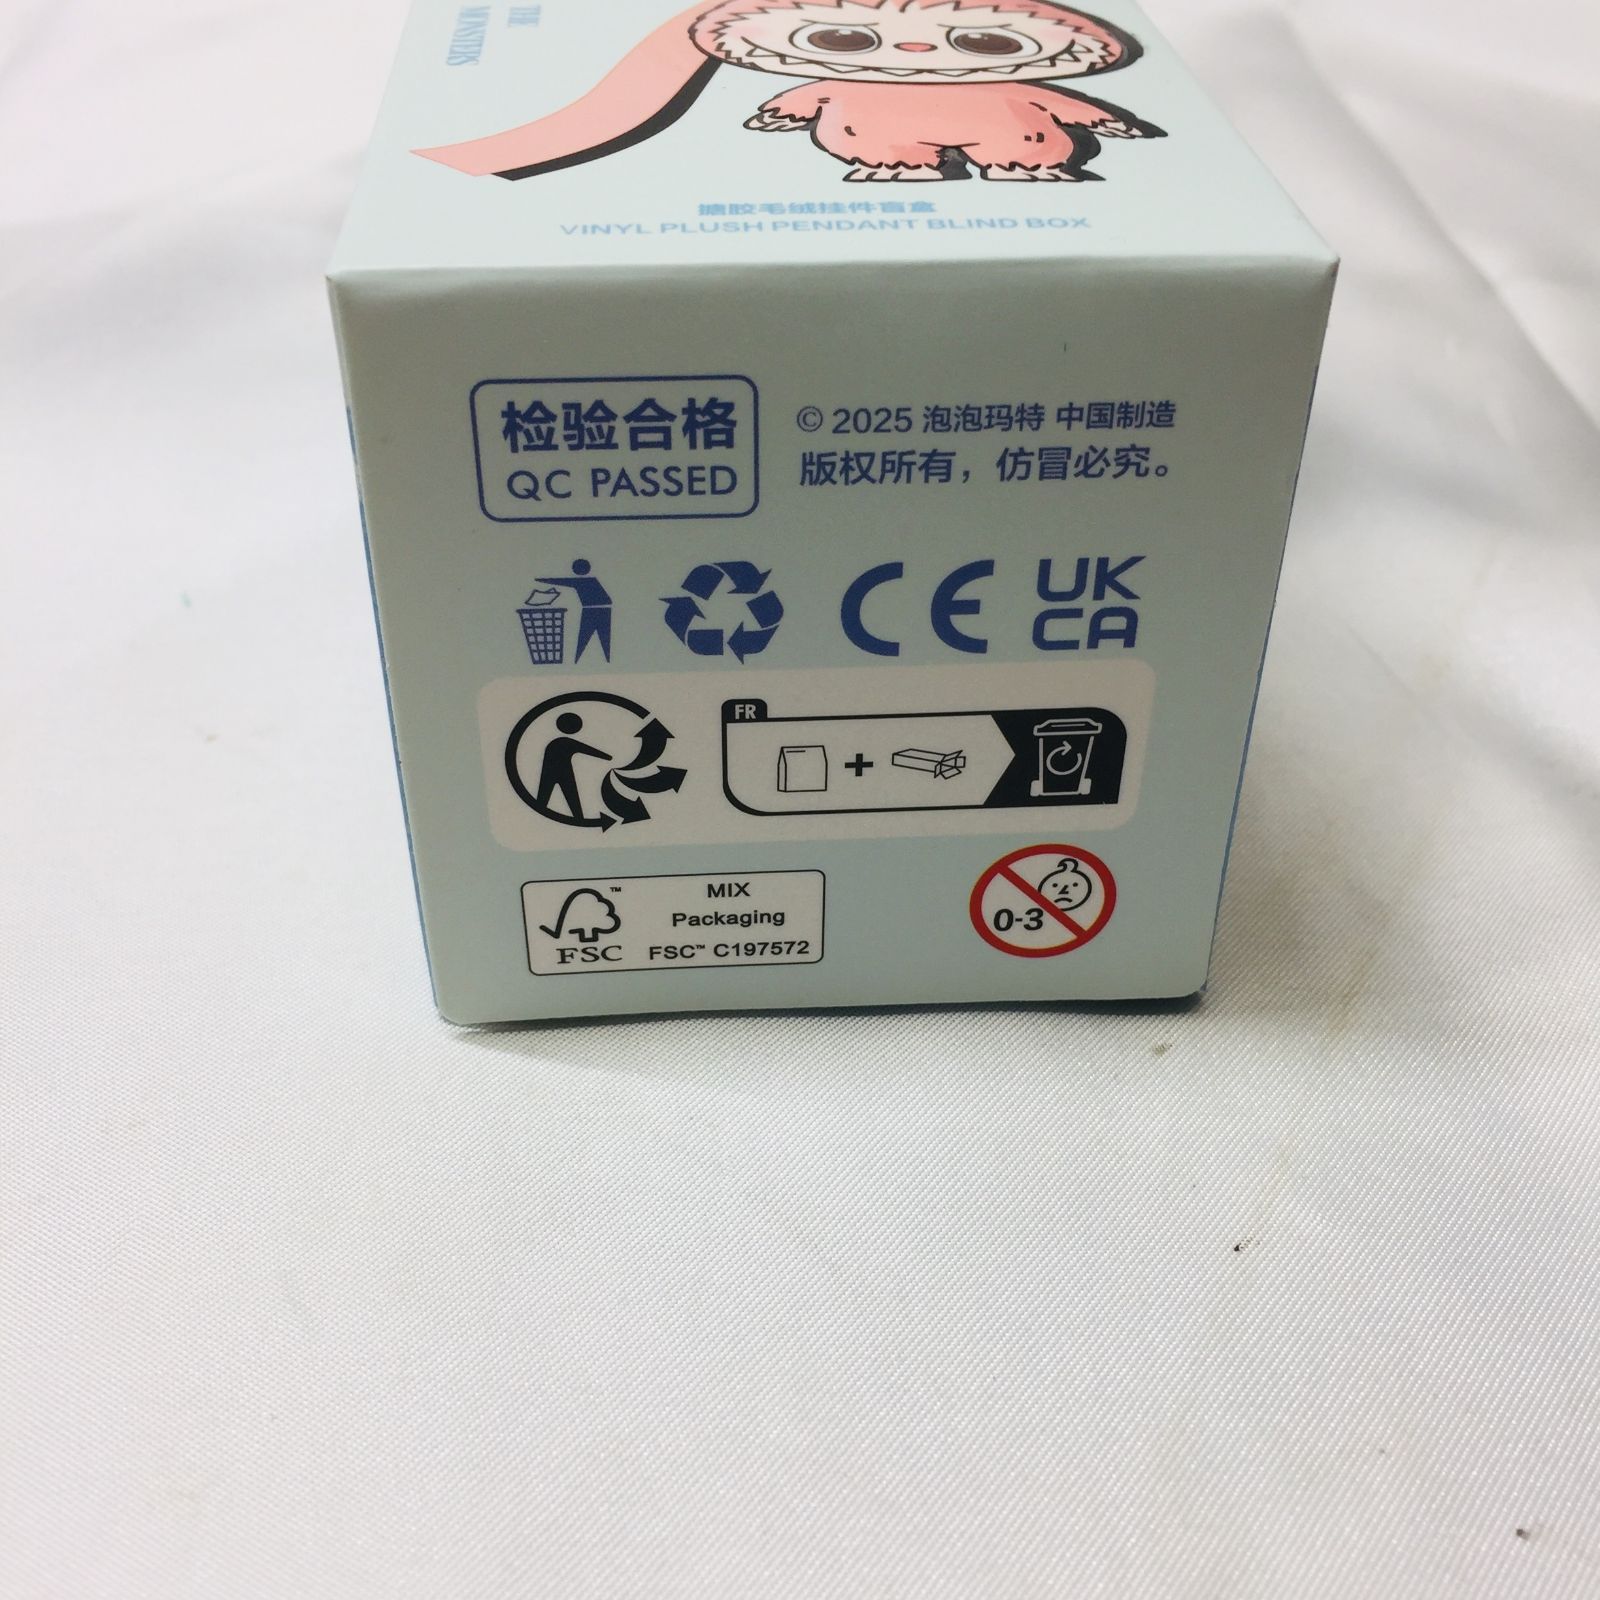 THE
MONSTERS
搪胶毛绒挂件盲盒
VINYL PLUSH PENDANT BLIND BOX
检验合格
QC PASSED
© 2025 泡泡玛特 中国制造
版权所有，仿冒必究。
CE
UK
CA
FR
+
FSC™
MIX
Packaging
FSC™ C197572
0-3